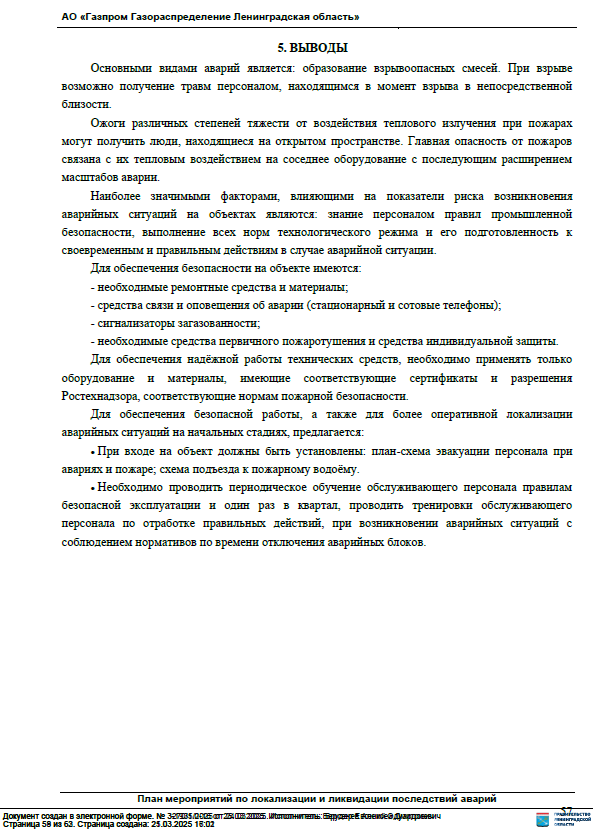 АО «Газпром Газораспределение Ленинградская область»
5. ВЫВОДЫ
Основными видами аварий является: образование взрывоопасных смесей. При взрыве
возможно получение травм персоналом, находящимся в момент взрыва в непосредственной
близости.
Ожоги различных степеней тяжести от воздействия теплового излучения при пожарах
могут получить люди, находящиеся на открытом пространстве. Главная опасность от пожаров
связана с их тепловым воздействием на соседнее оборудование с последующим расширением
масштабов аварии.
Наиболее значимыми факторами, влияющими на показатели риска возникновения
аварийных ситуаций на объектах являются: знание персоналом правил промышленной
безопасности, выполнение всех норм технологического режима и его подготовленность к
своевременным и правильным действиям в случае аварийной ситуации.
Для обеспечения безопасности на объекте имеются:
- необходимые ремонтные средства и материалы;
- средства связи и оповещения об аварии (стационарный и сотовые телефоны);
- сигнализаторы загазованности;
- необходимые средства первичного пожаротушения и средства индивидуальной защиты.
Для обеспечения надёжной работы технических средств, необходимо применять только
оборудование и материалы, имеющие соответствующие сертификаты и разрешения
Ростехнадзора, соответствующие нормам пожарной безопасности.
Для обеспечения безопасной работы, а также для более оперативной локализации
аварийных ситуаций на начальных стадиях, предлагается:
• При входе на объект должны быть установлены: план-схема эвакуации персонала при
авариях и пожаре; схема подъезда к пожарному водоёму.
• Необходимо проводить периодическое обучение обслуживающего персонала правилам
безопасной эксплуатации и один раз в квартал, проводить тренировки обслуживающего
персонала по отработке правильных действий, при возникновении аварийных ситуаций с
соблюдением нормативов по времени отключения аварийных блоков.
План мероприятий по локализации и ликвидации последствий аварий
57
Документ создан в электронной форме. № от Исполнитель:
Страница из Страница создана:
ПРАВИТЕЛЬСТВО
ЛЕНИНГРАДСКОЙ
ОБЛАСТИ